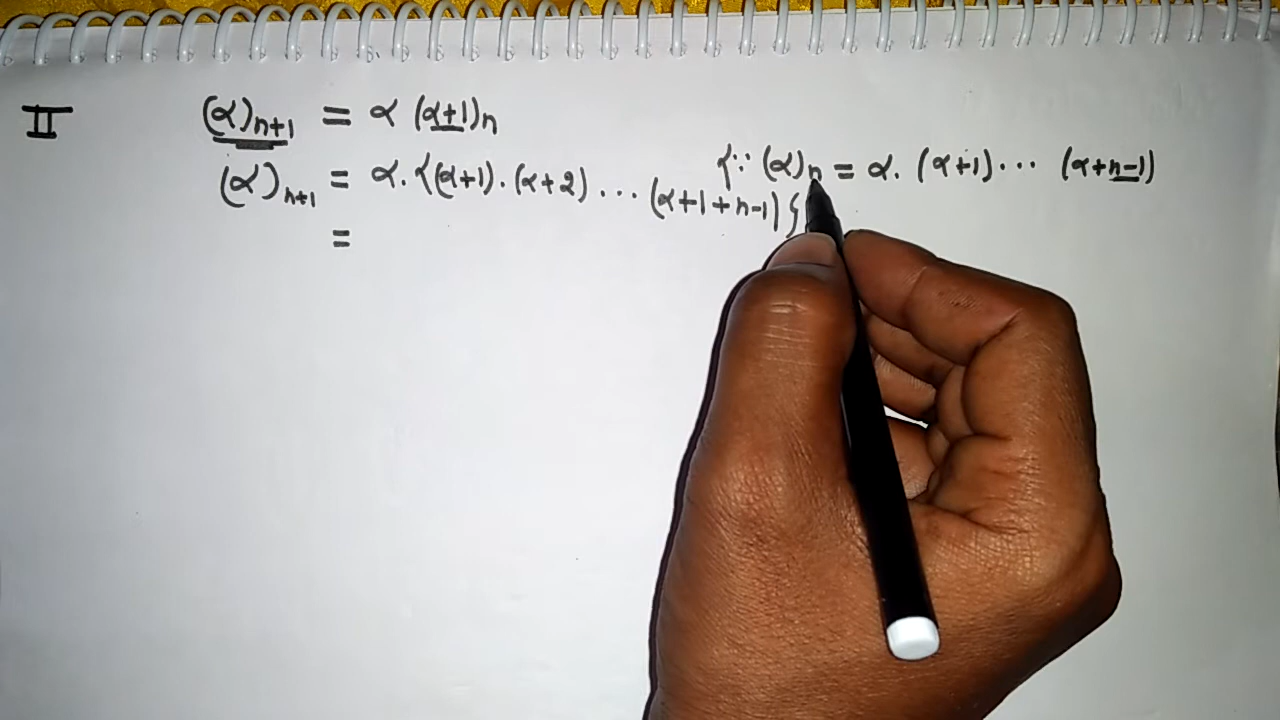 II (α)n+1 = α (α+1)n
(α)n+1 = α. {(α+1). (α+2) ... (α+1+n-1)}
{∵ (α)n = α. (α+1)... (α+n-1)
=